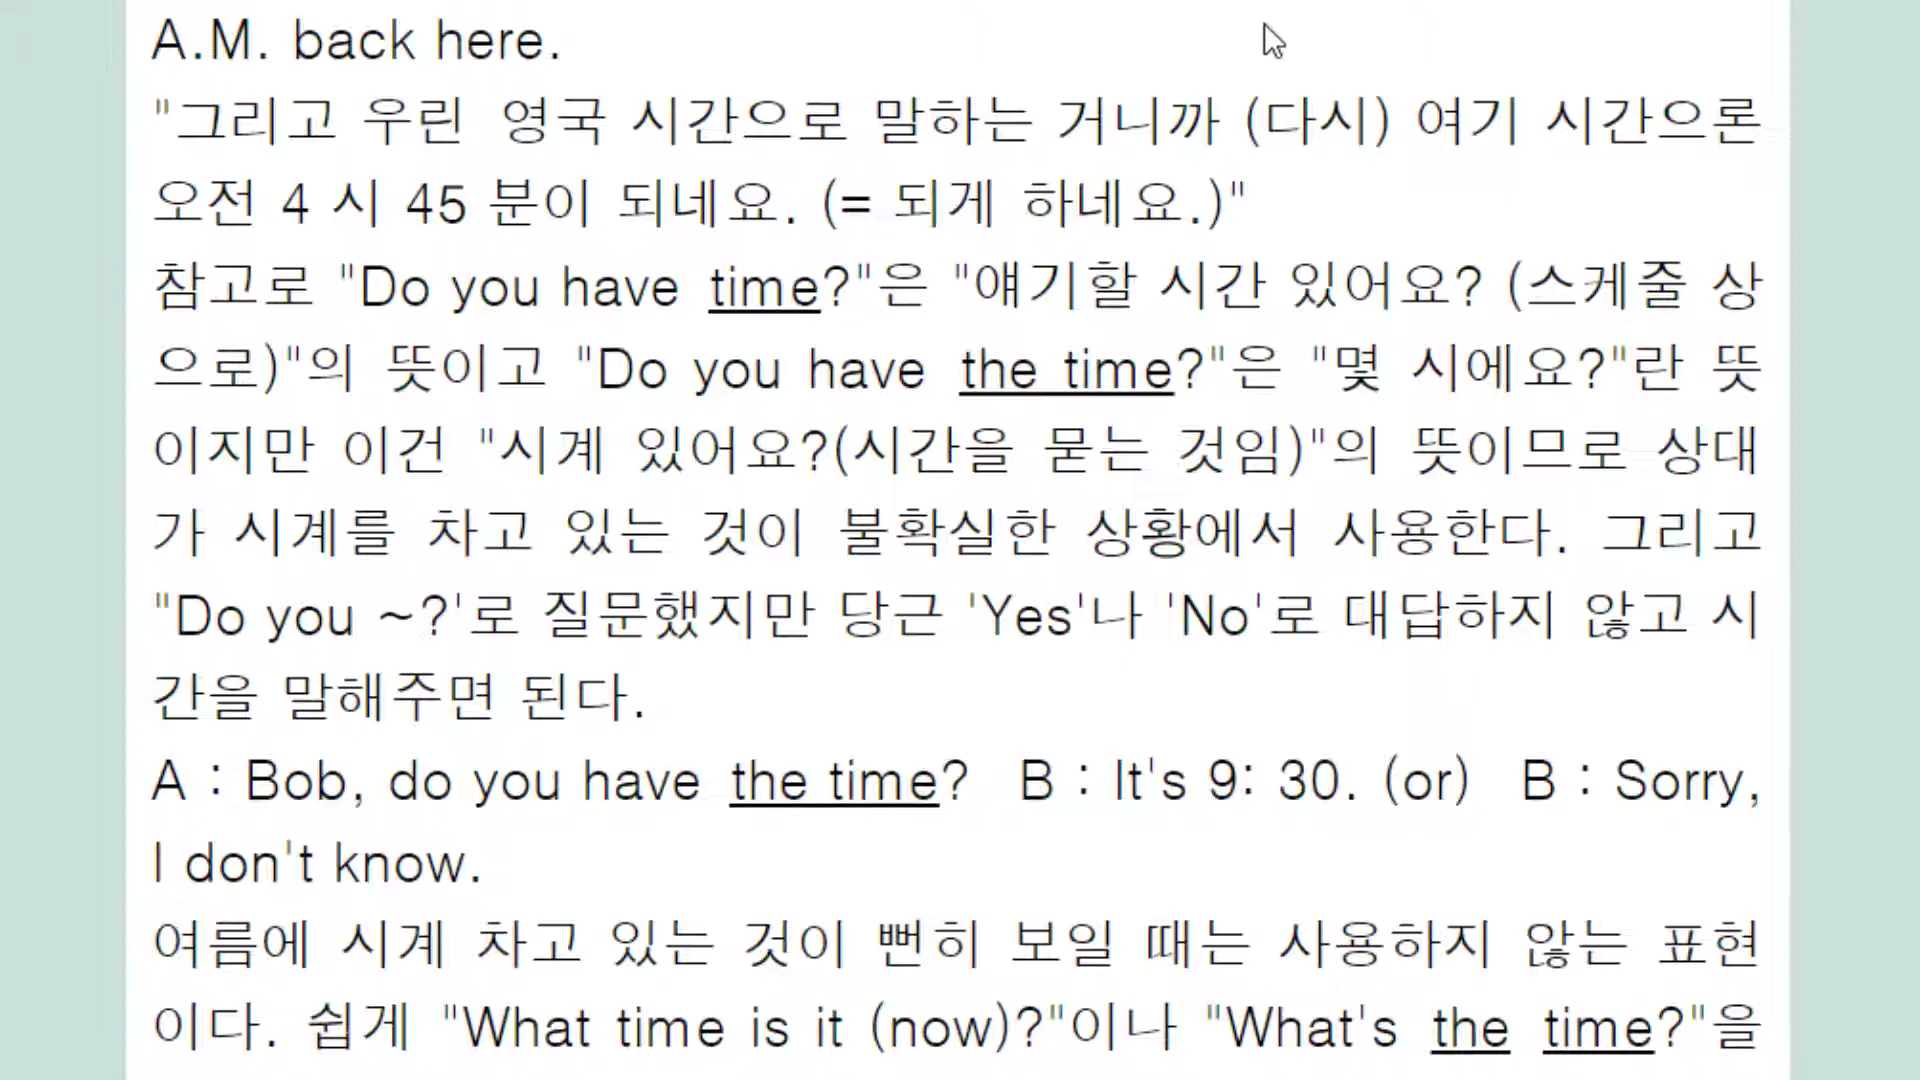 A.M. back here.
"그리고 우린 영국 시간으로 말하는 거니까 (다시) 여기 시간으론
오전 4 시 45 분이 되네요. (= 되게 하네요.)"
참고로 "Do you have time?"은 "얘기할 시간 있어요? (스케줄 상
으로)"의 뜻이고 "Do you have the time?"은 "몇 시에요?"란 뜻
이지만 이건 "시계 있어요?(시간을 묻는 것임)"의 뜻이므로 상대
가 시계를 차고 있는 것이 불확실한 상황에서 사용한다. 그리고
"Do you ~?'로 질문했지만 당근 'Yes'나 'No'로 대답하지 않고 시
간을 말해주면 된다.
A : Bob, do you have the time? B : It's 9: 30. (or) B : Sorry,
I don't know.
여름에 시계 차고 있는 것이 뻔히 보일 때는 사용하지 않는 표현
이다. 쉽게 "What time is it (now)?"이나 "What's the time?"을